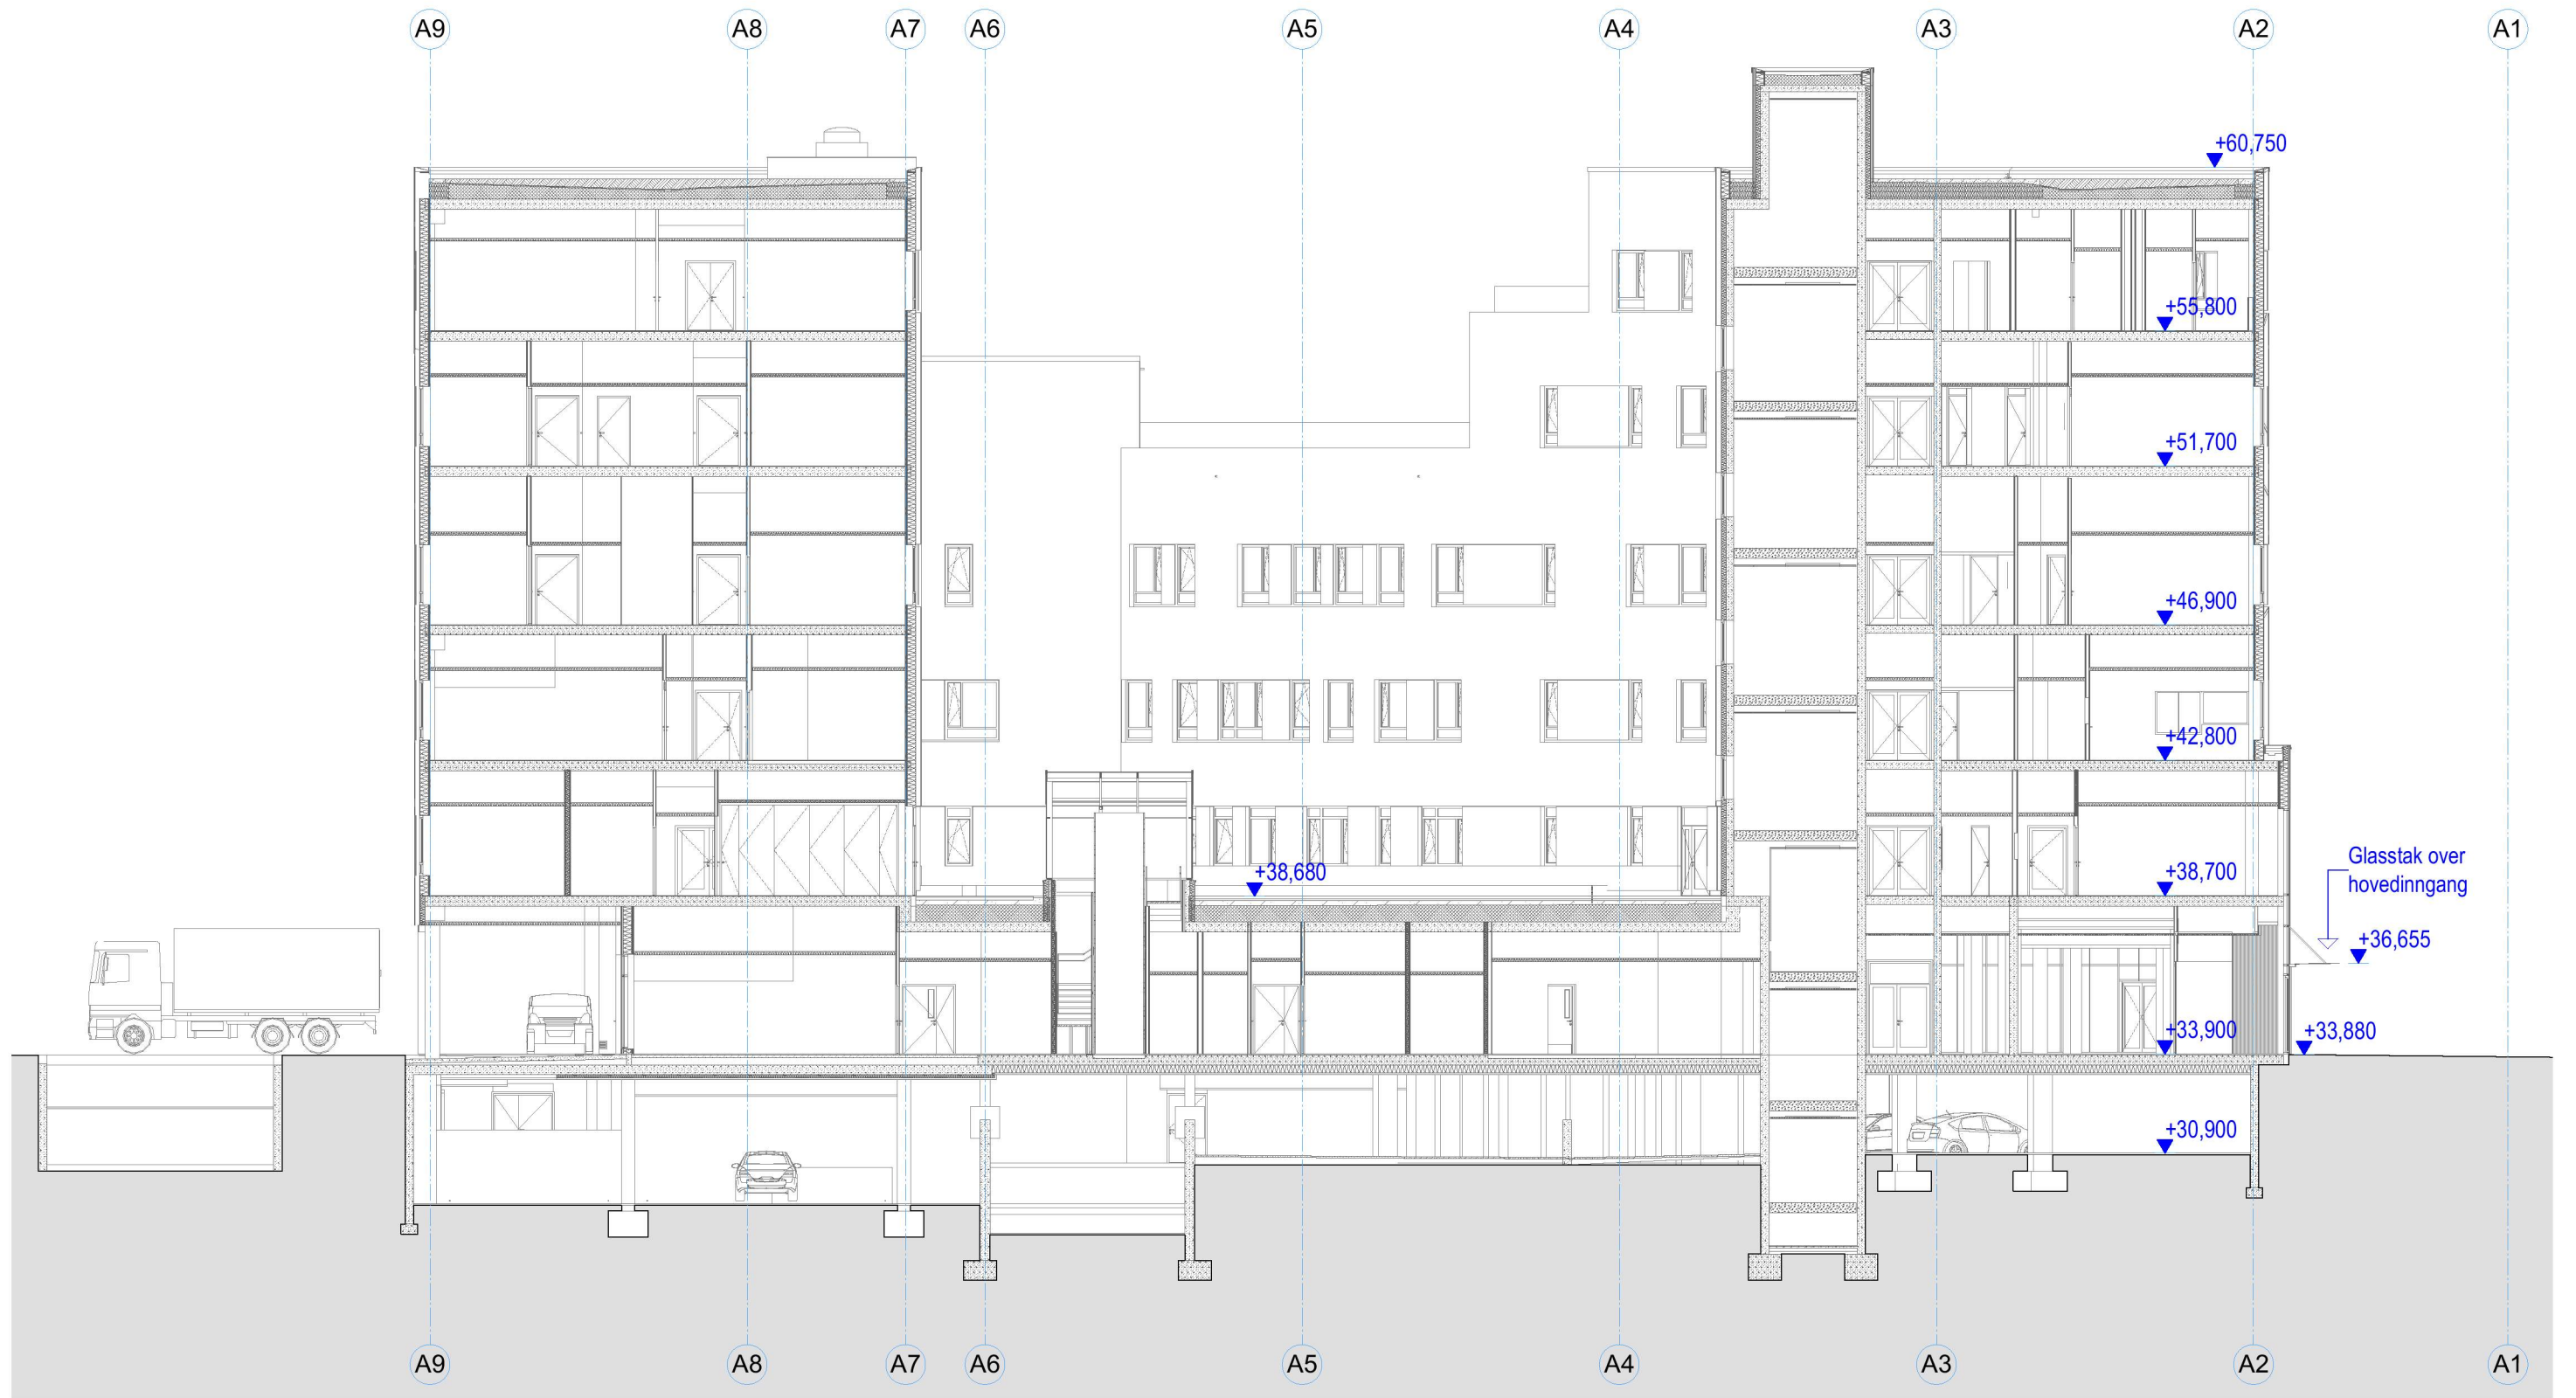 A9
A8
A7
A6
A5
A4
A3
A2
A1
+60,750
+55,800
+51,700
+46,900
+42,800
+38,680
+38,700
Glasstak over
hovedinngang
+36,655
+33,900
+33,880
+30,900
A9
A8
A7
A6
A5
A4
A3
A2
A1